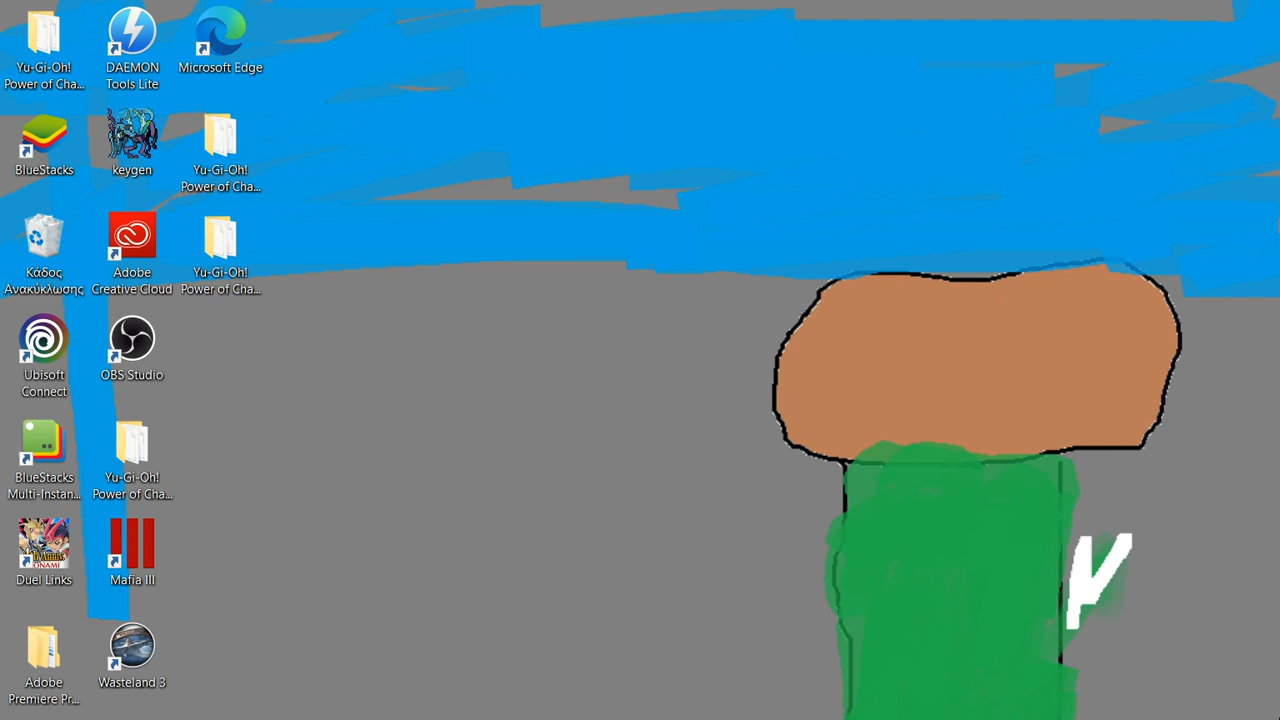 Yu-Gi-Oh!
Power of Cha...
DAEMON
Tools Lite
Microsoft Edge
BlueStacks
keygen
Yu-Gi-Oh!
Power of Cha...
Κάδος
Ανακύκλωσης
Adobe
Creative Cloud
Yu-Gi-Oh!
Power of Cha...
Ubisoft
Connect
OBS Studio
BlueStacks
Multi-Instan...
Yu-Gi-Oh!
Power of Cha...
Duel Links
Mafia III
Adobe
Premiere Pr...
Wasteland 3